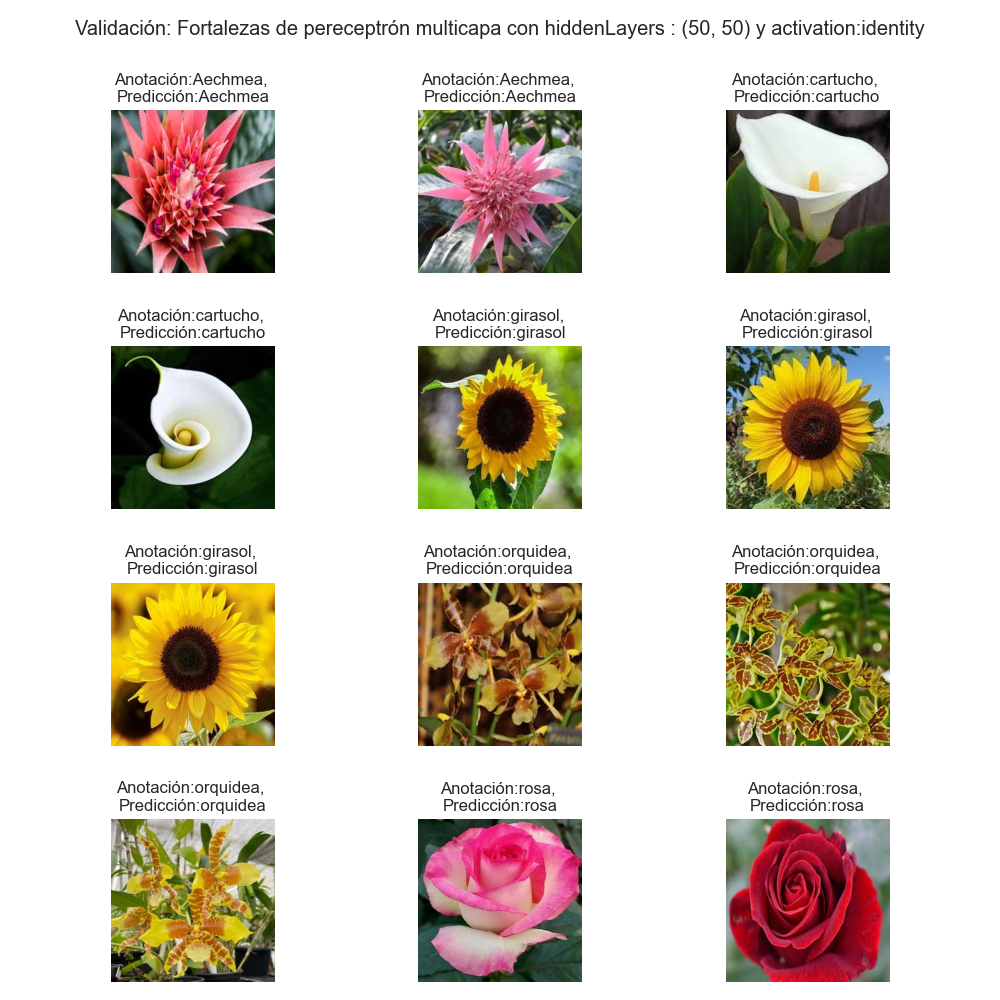 Validación: Fortalezas de pereceptrón multicapa con hiddenLayers : (50, 50) y activation:identity
Anotación:Aechmea,
Predicción:Aechmea
Anotación:Aechmea,
Predicción:Aechmea
Anotación:cartucho,
Predicción:cartucho
Anotación:cartucho,
Predicción:cartucho
Anotación:girasol,
Predicción:girasol
Anotación:girasol,
Predicción:girasol
Anotación:girasol,
Predicción:girasol
Anotación:orquidea,
Predicción:orquidea
Anotación:orquidea,
Predicción:orquidea
Anotación:orquidea,
Predicción:orquidea
Anotación:rosa,
Predicción:rosa
Anotación:rosa,
Predicción:rosa